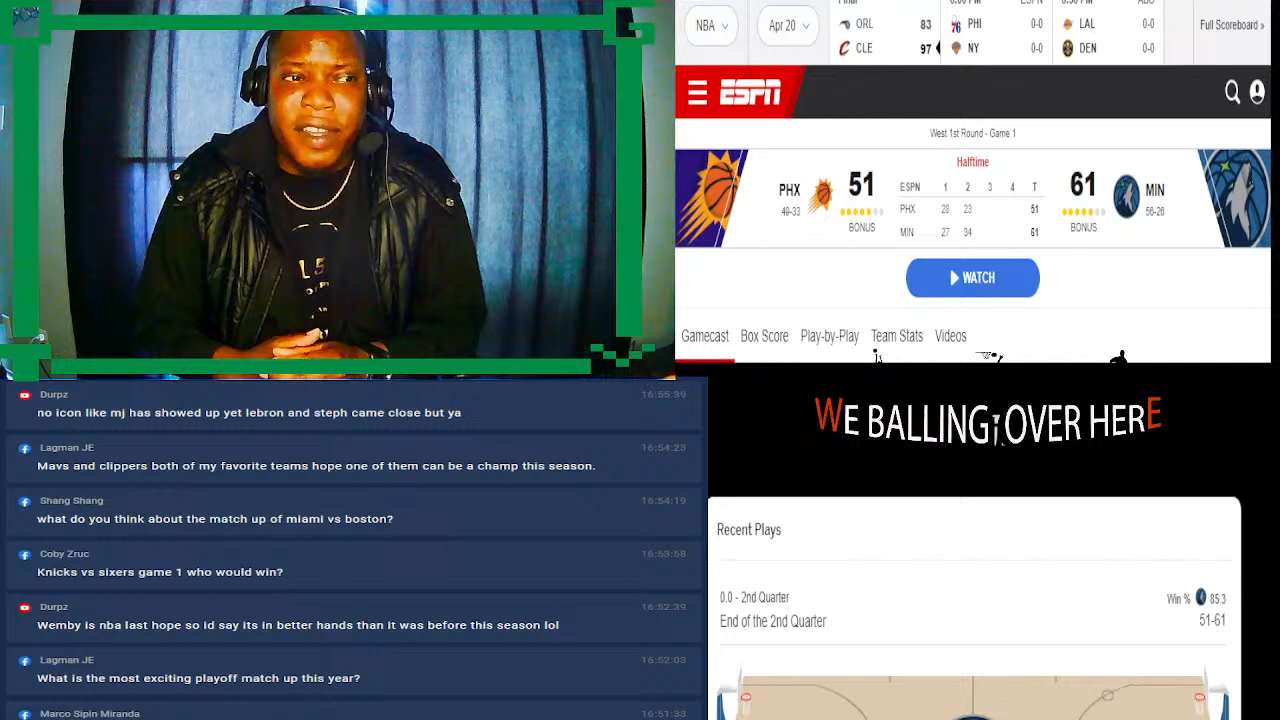 L5
Durpz 16:55:39
no icon like mj has showed up yet lebron and steph came close but ya
Lagman JE 16:54:23
Mavs and clippers both of my favorite teams hope one of them can be a champ this season.
Shang Shang 16:54:19
what do you think about the match up of miami vs boston?
Coby Zruc 16:53:58
Knicks vs sixers game 1 who would win?
Durpz 16:52:39
Wemby is nba last hope so id say its in better hands than it was before this season lol
Lagman JE 16:52:03
What is the most exciting playoff match up this year?
Marco Sipin Miranda 16:51:33
NBA
Apr 20
ORL 83
CLE 97
PHI 0-0
NY 0-0
LAL 0-0
DEN 0-0
Full Scoreboard »
ESPN
West 1st Round - Game 1
Halftime
PHX 51
49-33
BONUS
ESPN 1 2 3 4 T
PHX 28 23 51
MIN 27 34 61
61 MIN
56-26
BONUS
WATCH
Gamecast Box Score Play-by-Play Team Stats Videos
WE BALLING OVER HERE
Recent Plays
0.0 - 2nd Quarter Win % 85.3
End of the 2nd Quarter 51-61